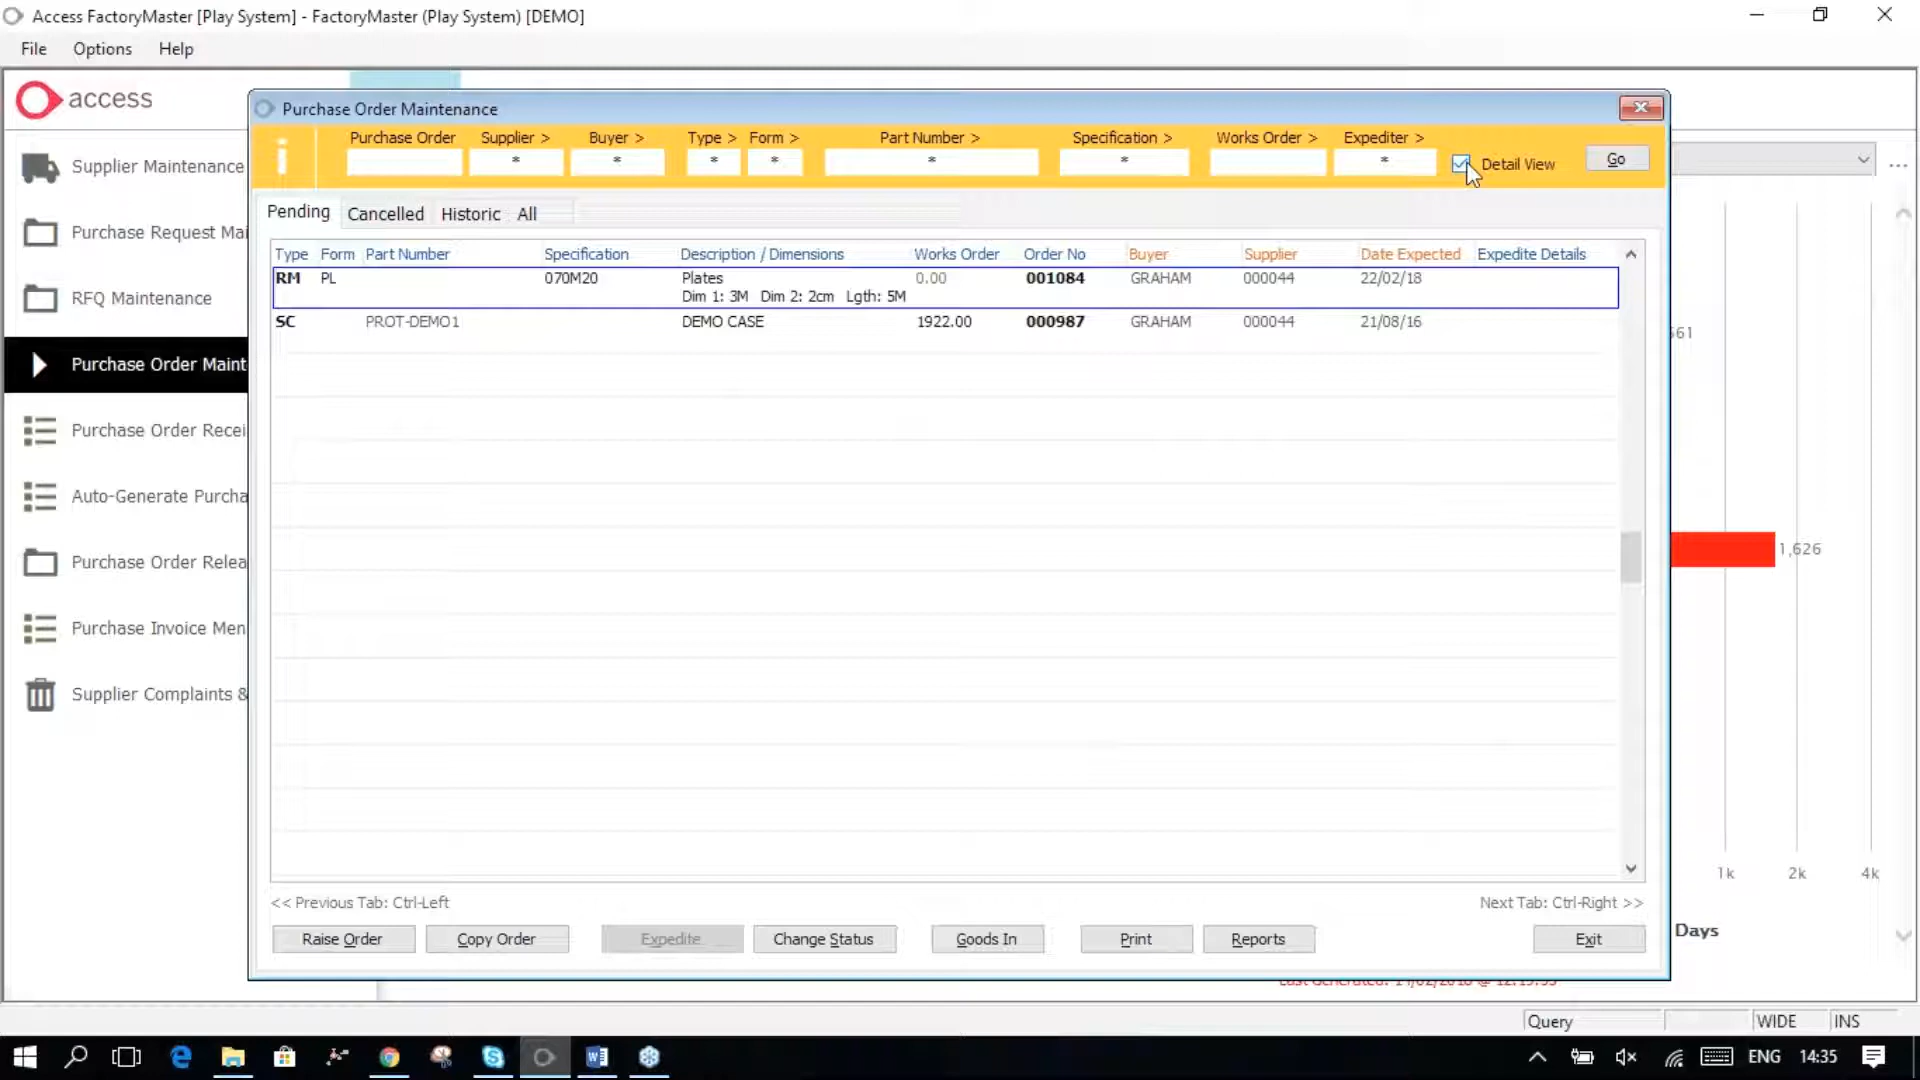 Access FactoryMaster [Play System] - FactoryMaster (Play System) [DEMO]
File Options Help
access
Supplier Maintenance
Purchase Request Mai
RFQ Maintenance
Purchase Order Maint
Purchase Order Recei
Auto-Generate Purcha
Purchase Order Relea
Purchase Invoice Men
Supplier Complaints &
Purchase Order Maintenance
Purchase Order Supplier > Buyer > Type > Form > Part Number > Specification > Works Order > Expediter >
* * * * * * * Detail View Go
Pending Cancelled Historic All
Type Form Part Number Specification Description / Dimensions Works Order Order No Buyer Supplier Date Expected Expedite Details
RM PL 070M20 Plates 0.00 001084 GRAHAM 000044 22/02/18
Dim 1: 3M Dim 2: 2cm Lgth: 5M
SC PROT-DEMO1 DEMO CASE 1922.00 000987 GRAHAM 000044 21/08/16
<< Previous Tab: Ctrl-Left Next Tab: Ctrl-Right >>
Raise Order Copy Order Expedite Change Status Goods In Print Reports Exit
...
1,626
1k 2k 4k
Days
Query WIDE INS
ENG 14:35